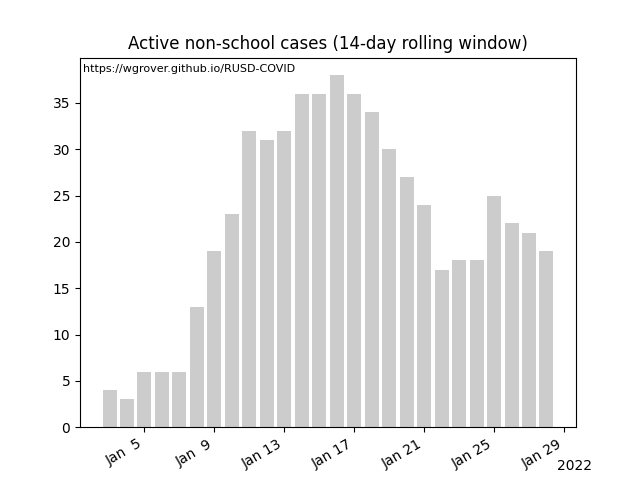 Active non-school cases (14-day rolling window)
https://wgrover.github.io/RUSD-COVID
35
30
25
20
15
10
5
0
Jan  5
Jan  9
Jan 13
Jan 17
Jan 21
Jan 25
Jan 29
2022